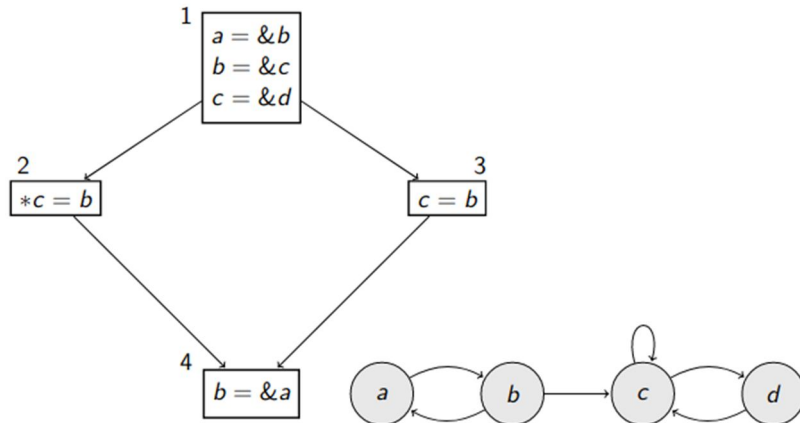 1
a = &b
b = &c
c = &d
2
3
*c = b
c = b
4
b = &a
a
b
c
d